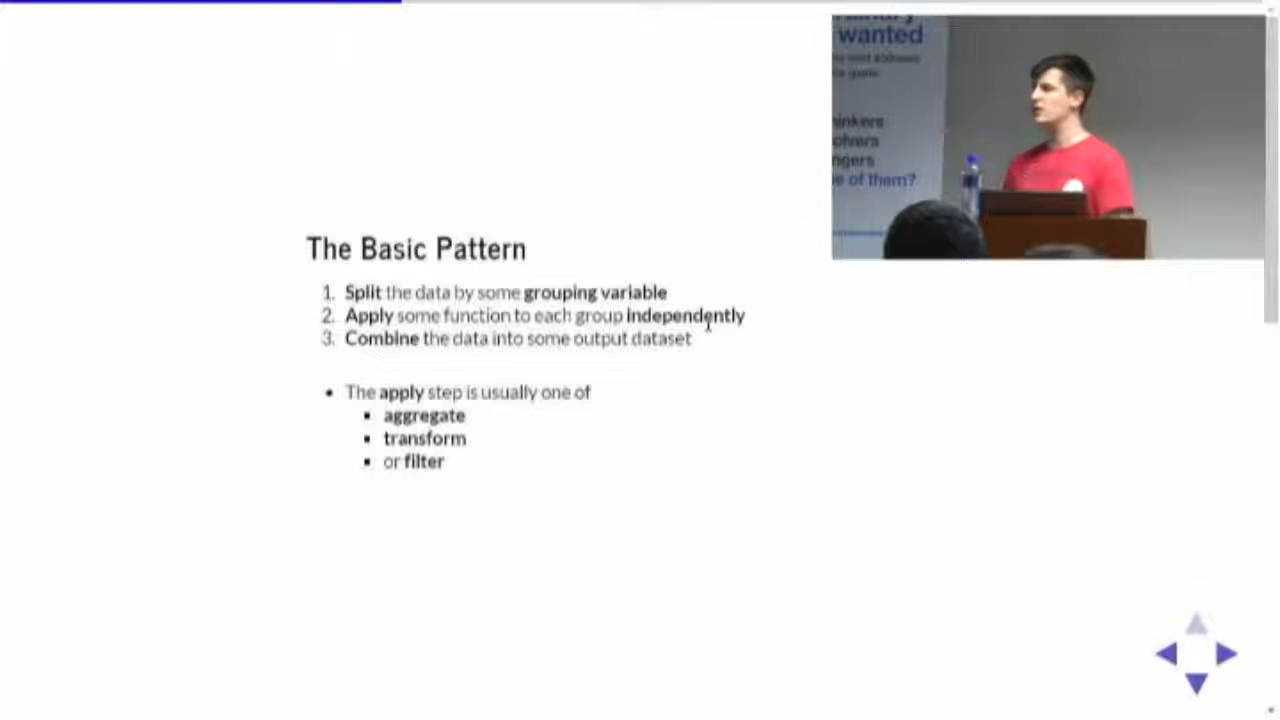 wanted
hinkers
olvers
ngers
e of them?
The Basic Pattern
1. Split the data by some grouping variable
2. Apply some function to each group independently
3. Combine the data into some output dataset
• The apply step is usually one of
▪ aggregate
▪ transform
▪ or filter